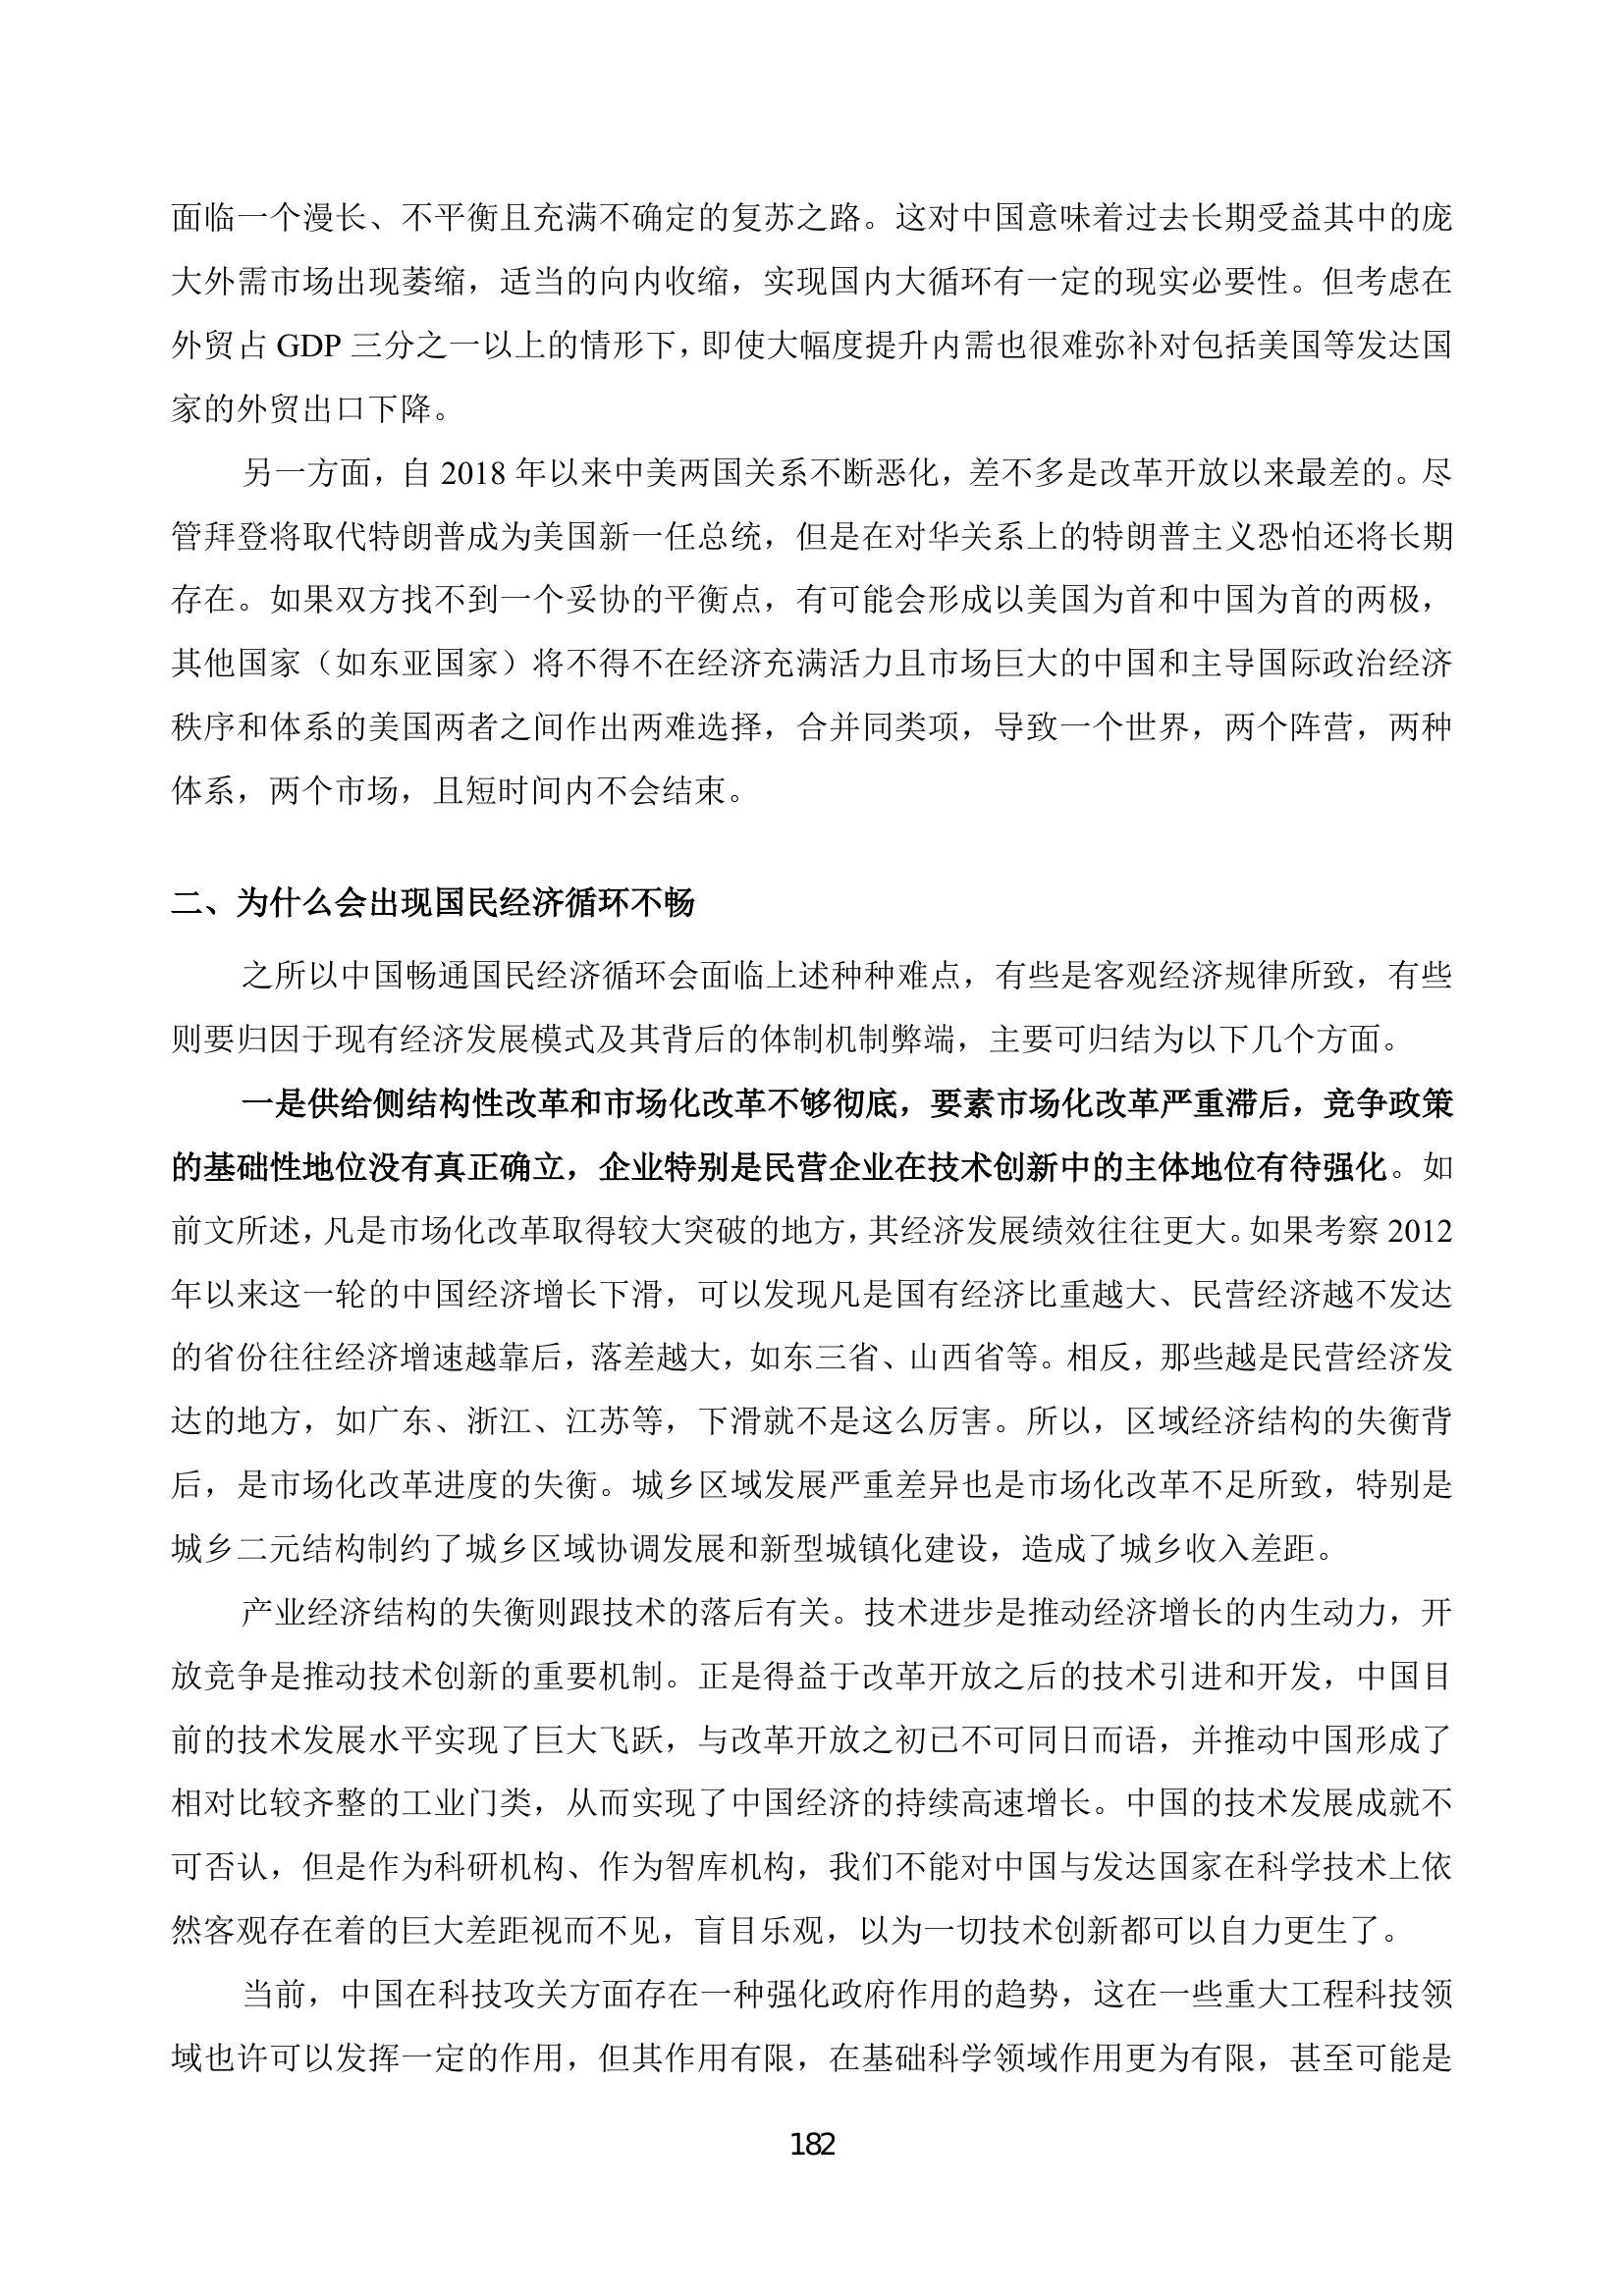 面临一个漫长、不平衡且充满不确定的复苏之路。这对中国意味着过去长期受益其中的庞
大外需市场出现萎缩，适当的向内收缩，实现国内大循环有一定的现实必要性。但考虑在
外贸占 GDP 三分之一以上的情形下，即使大幅度提升内需也很难弥补对包括美国等发达国
家的外贸出口下降。
另一方面，自 2018 年以来中美两国关系不断恶化，差不多是改革开放以来最差的。尽
管拜登将取代特朗普成为美国新一任总统，但是在对华关系上的特朗普主义恐怕还将长期
存在。如果双方找不到一个妥协的平衡点，有可能会形成以美国为首和中国为首的两极，
其他国家（如东亚国家）将不得不在经济充满活力且市场巨大的中国和主导国际政治经济
秩序和体系的美国两者之间作出两难选择，合并同类项，导致一个世界，两个阵营，两种
体系，两个市场，且短时间内不会结束。
二、为什么会出现国民经济循环不畅
之所以中国畅通国民经济循环会面临上述种种难点，有些是客观经济规律所致，有些
则要归因于现有经济发展模式及其背后的体制机制弊端，主要可归结为以下几个方面。
一是供给侧结构性改革和市场化改革不够彻底，要素市场化改革严重滞后，竞争政策
的基础性地位没有真正确立，企业特别是民营企业在技术创新中的主体地位有待强化。如
前文所述，凡是市场化改革取得较大突破的地方，其经济发展绩效往往更大。如果考察 2012
年以来这一轮的中国经济增长下滑，可以发现凡是国有经济比重越大、民营经济越不发达
的省份往往经济增速越靠后，落差越大，如东三省、山西省等。相反，那些越是民营经济发
达的地方，如广东、浙江、江苏等，下滑就不是这么厉害。所以，区域经济结构的失衡背
后，是市场化改革进度的失衡。城乡区域发展严重差异也是市场化改革不足所致，特别是
城乡二元结构制约了城乡区域协调发展和新型城镇化建设，造成了城乡收入差距。
产业经济结构的失衡则跟技术的落后有关。技术进步是推动经济增长的内生动力，开
放竞争是推动技术创新的重要机制。正是得益于改革开放之后的技术引进和开发，中国目
前的技术发展水平实现了巨大飞跃，与改革开放之初已不可同日而语，并推动中国形成了
相对比较齐整的工业门类，从而实现了中国经济的持续高速增长。中国的技术发展成就不
可否认，但是作为科研机构、作为智库机构，我们不能对中国与发达国家在科学技术上依
然客观存在着的巨大差距视而不见，盲目乐观，以为一切技术创新都可以自力更生了。
当前，中国在科技攻关方面存在一种强化政府作用的趋势，这在一些重大工程科技领
域也许可以发挥一定的作用，但其作用有限，在基础科学领域作用更为有限，甚至可能是
182